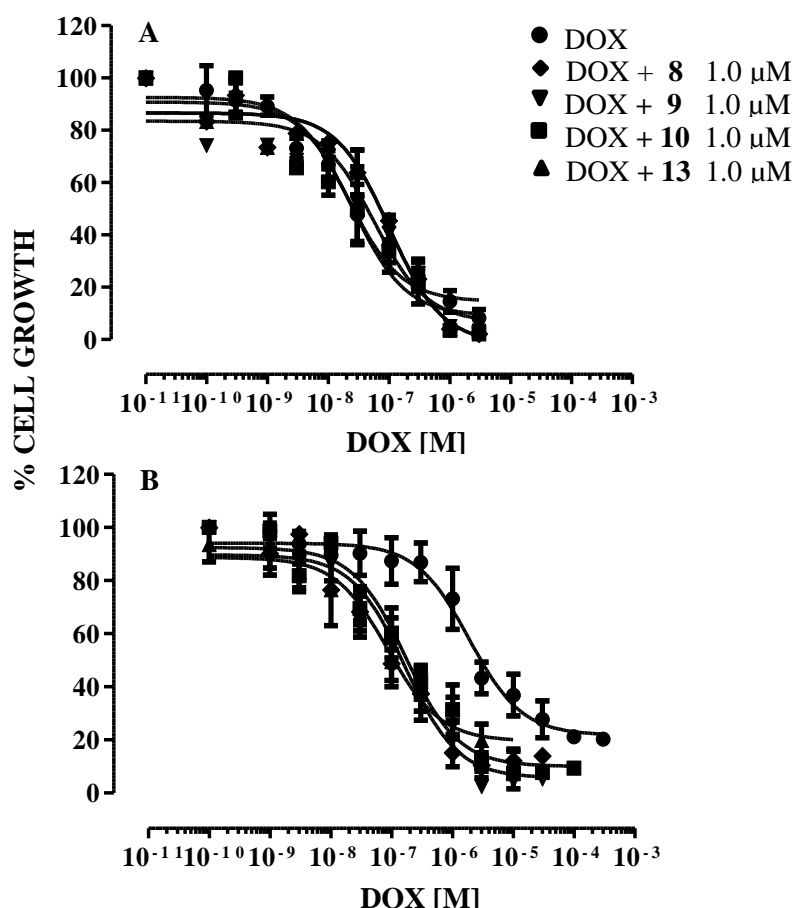 120
A
100
80
60
40
20
0
DOX
DOX + 8 1.0 µM
DOX + 9 1.0 µM
DOX + 10 1.0 µM
DOX + 13 1.0 µM
% CELL GROWTH
10⁻¹¹ 10⁻¹⁰ 10⁻⁹ 10⁻⁸ 10⁻⁷ 10⁻⁶ 10⁻⁵ 10⁻⁴ 10⁻³
DOX [M]
120
B
100
80
60
40
20
0
10⁻¹¹ 10⁻¹⁰ 10⁻⁹ 10⁻⁸ 10⁻⁷ 10⁻⁶ 10⁻⁵ 10⁻⁴ 10⁻³
DOX [M]